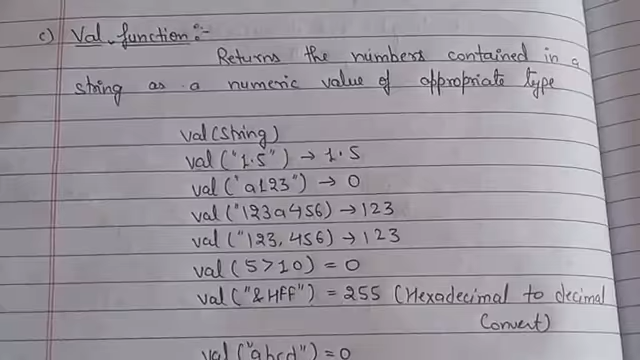 c) Val function :-
Returns the numbers contained in a
string as a numeric value of appropriate type
Val(String)
val("1.5") → 1.5
val("a123") → 0
val("123a456) → 123
val("123,456) → 123
val(5>10) = 0
val("&HFF") = 255 (Hexadecimal to decimal
Convert)
val("abcd") = 0